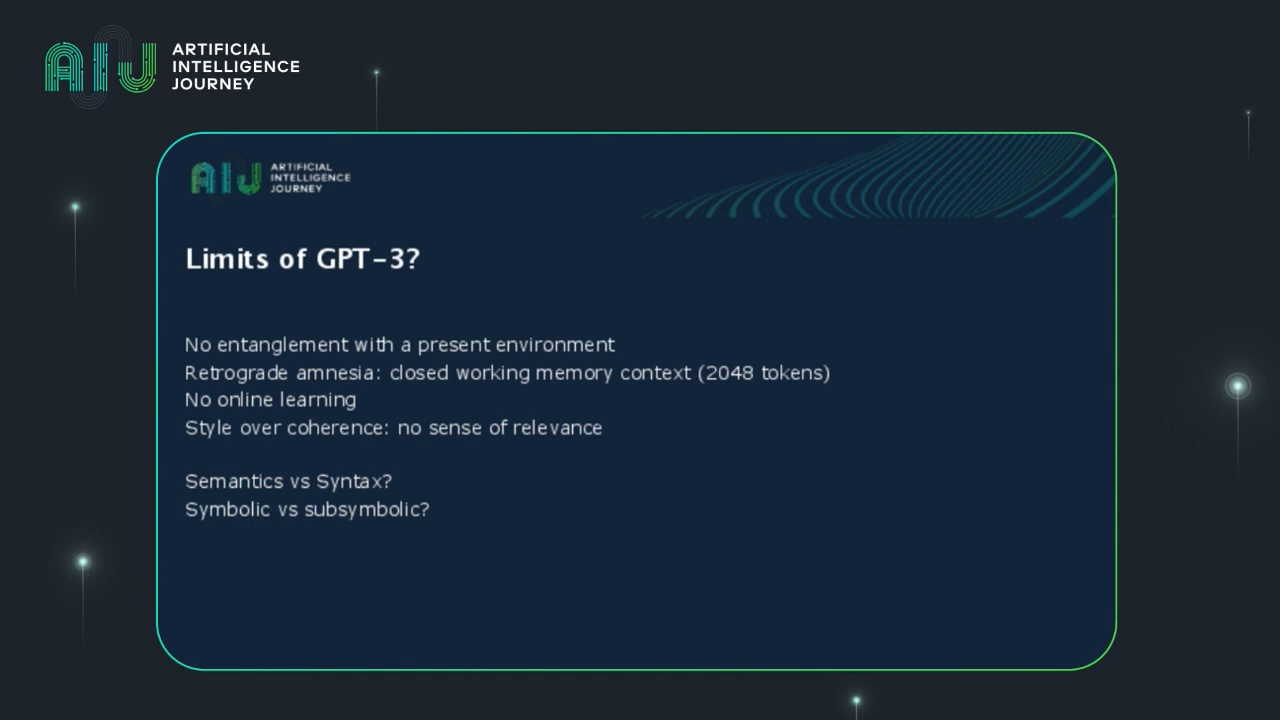 AIJ
ARTIFICIAL
INTELLIGENCE
JOURNEY
AIJ
ARTIFICIAL
INTELLIGENCE
JOURNEY
Limits of GPT-3?
No entanglement with a present environment
Retrograde amnesia: closed working memory context (2048 tokens)
No online learning
Style over coherence: no sense of relevance
Semantics vs Syntax?
Symbolic vs subsymbolic?